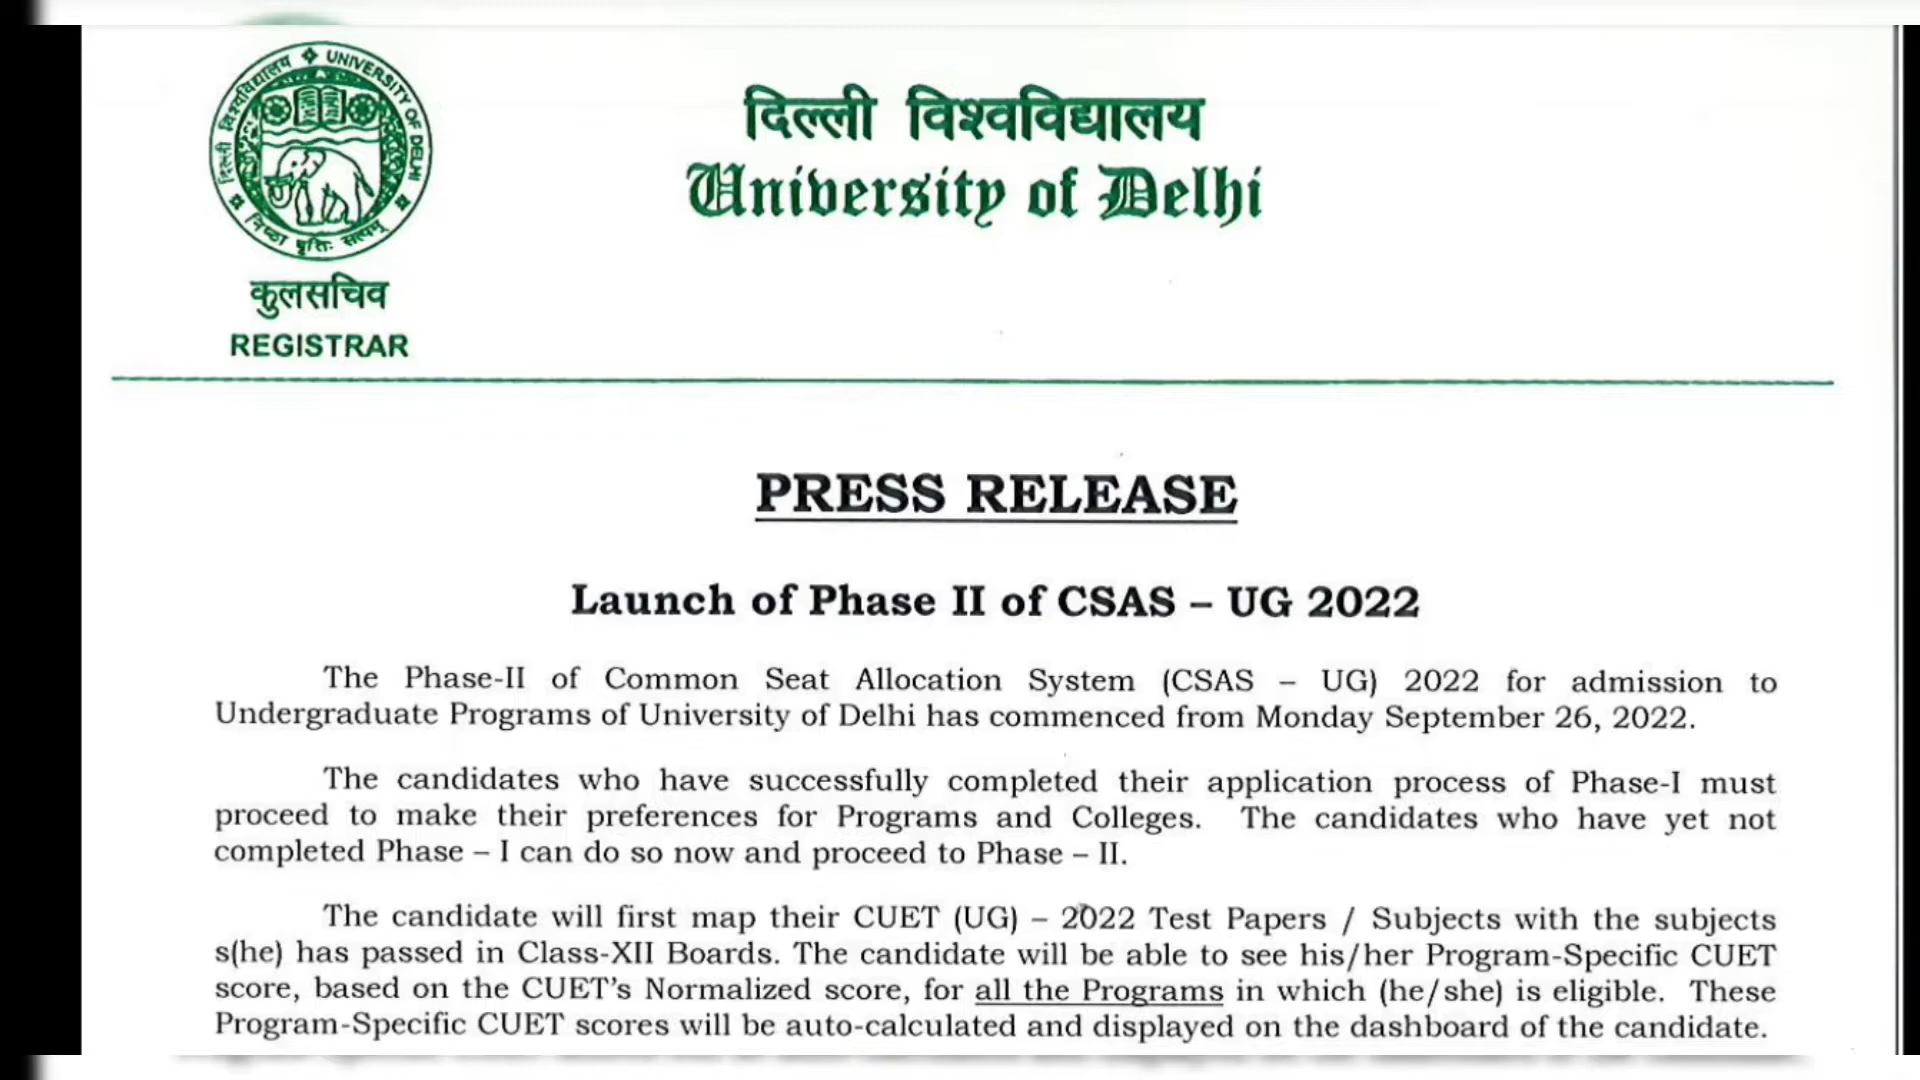 दिल्ली विश्वविद्यालय UNIVERSITY OF DELHI
निष्ठा धृतिः सत्यम्
कुलसचिव
REGISTRAR
दिल्ली विश्वविद्यालय
University of Delhi
PRESS RELEASE
Launch of Phase II of CSAS – UG 2022
The Phase-II of Common Seat Allocation System (CSAS – UG) 2022 for admission to
Undergraduate Programs of University of Delhi has commenced from Monday September 26, 2022.
The candidates who have successfully completed their application process of Phase-I must
proceed to make their preferences for Programs and Colleges. The candidates who have yet not
completed Phase – I can do so now and proceed to Phase – II.
The candidate will first map their CUET (UG) – 2022 Test Papers / Subjects with the subjects
s(he) has passed in Class-XII Boards. The candidate will be able to see his/her Program-Specific CUET
score, based on the CUET's Normalized score, for all the Programs in which (he/she) is eligible. These
Program-Specific CUET scores will be auto-calculated and displayed on the dashboard of the candidate.